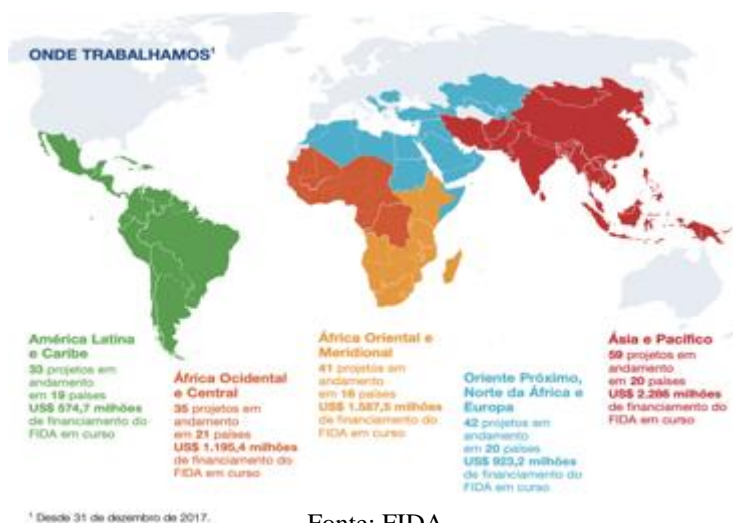 ONDE TRABALHAMOS¹
América Latina
e Caribe
33 projetos em
andamento
em 19 países
US$ 574,7 milhões
de financiamento do
FIDA em curso
África Ocidental
e Central
35 projetos em
andamento
em 21 países
US$ 1.195,4 milhões
de financiamento do
FIDA em curso
África Oriental e
Meridional
41 projetos em
andamento
em 16 países
US$ 1.587,5 milhões
de financiamento do
FIDA em curso
Oriente Próximo,
Norte da África e
Europa
42 projetos em
andamento
em 20 países
US$ 923,2 milhões
de financiamento do
FIDA em curso
Ásia e Pacífico
59 projetos em
andamento
em 20 países
US$ 2.286 milhões
de financiamento do
FIDA em curso
¹ Desde 31 de dezembro de 2017.
Fonte: FIDA